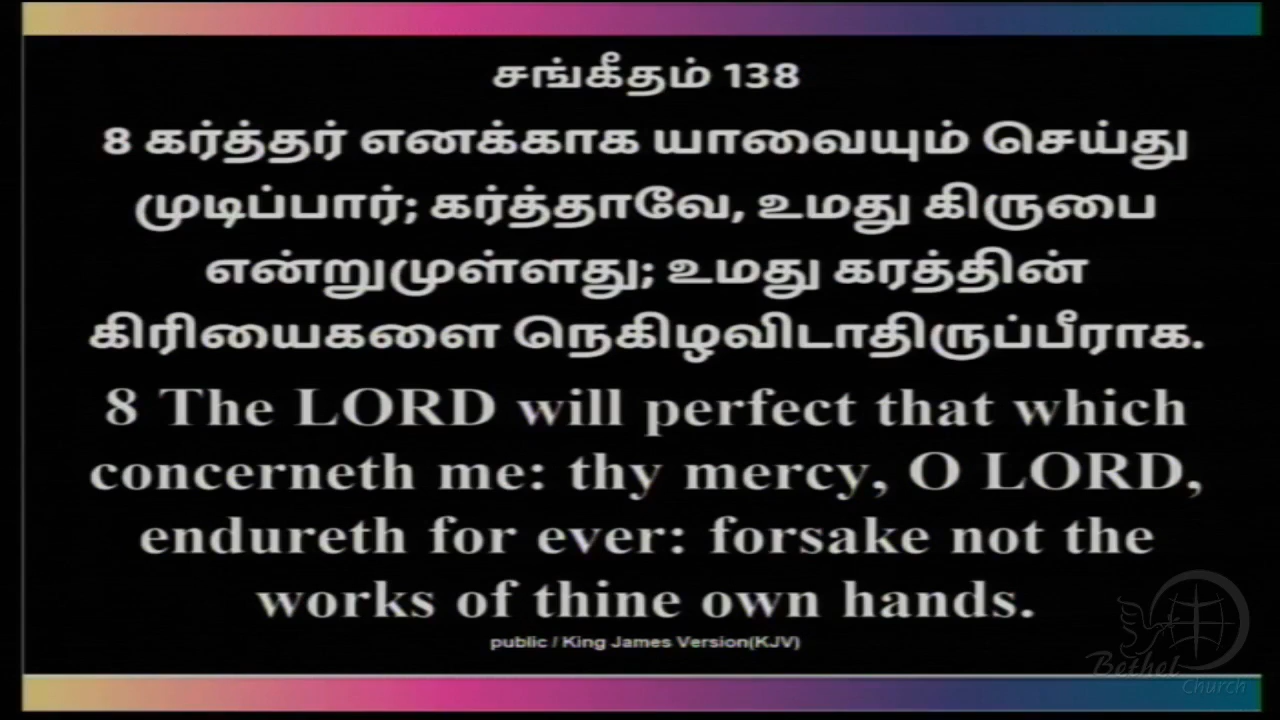 சங்கீதம் 138
8 கர்த்தர் எனக்காக யாவையும் செய்து
முடிப்பார்; கர்த்தாவே, உமது கிருபை
என்றுமுள்ளது; உமது கரத்தின்
கிரியைகளை நெகிழவிடாதிருப்பீராக.
8 The LORD will perfect that which
concerneth me: thy mercy, O LORD,
endureth for ever: forsake not the
works of thine own hands.
public / King James Version(KJV)
Bethel
Church